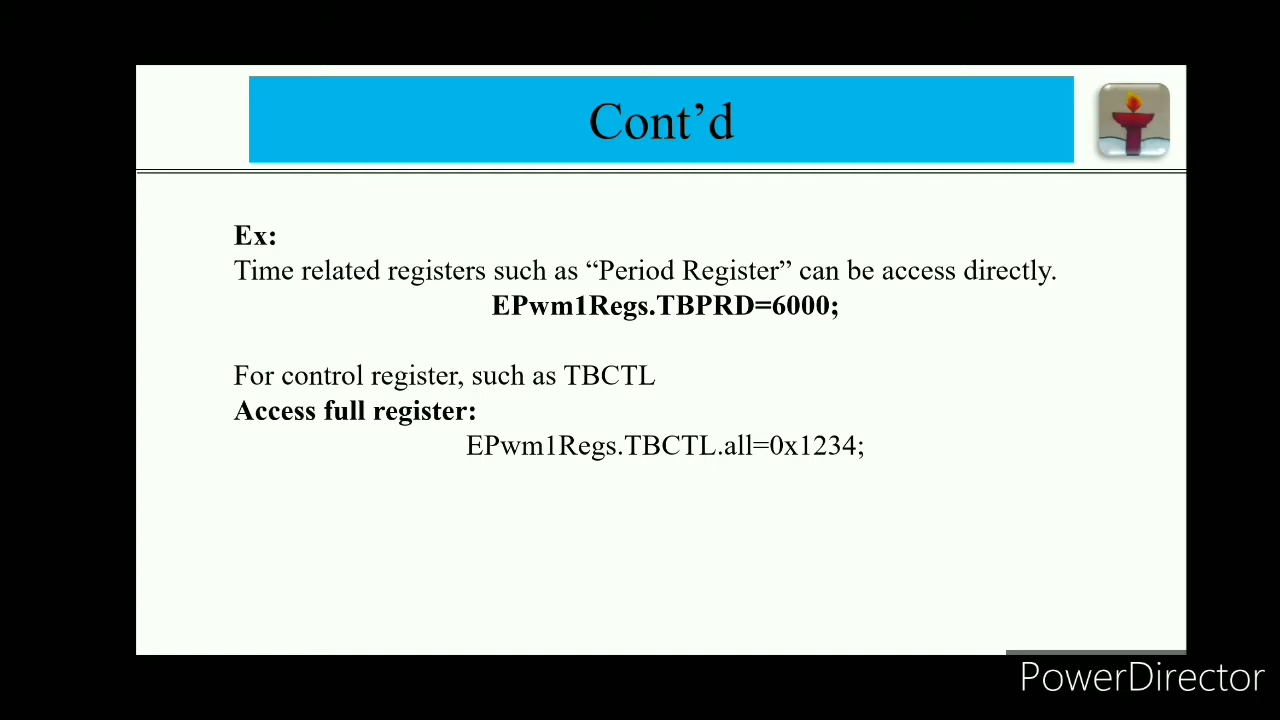 Cont’d
Ex:
Time related registers such as “Period Register” can be access directly.
EPwm1Regs.TBPRD=6000;
For control register, such as TBCTL
Access full register:
EPwm1Regs.TBCTL.all=0x1234;
PowerDirector